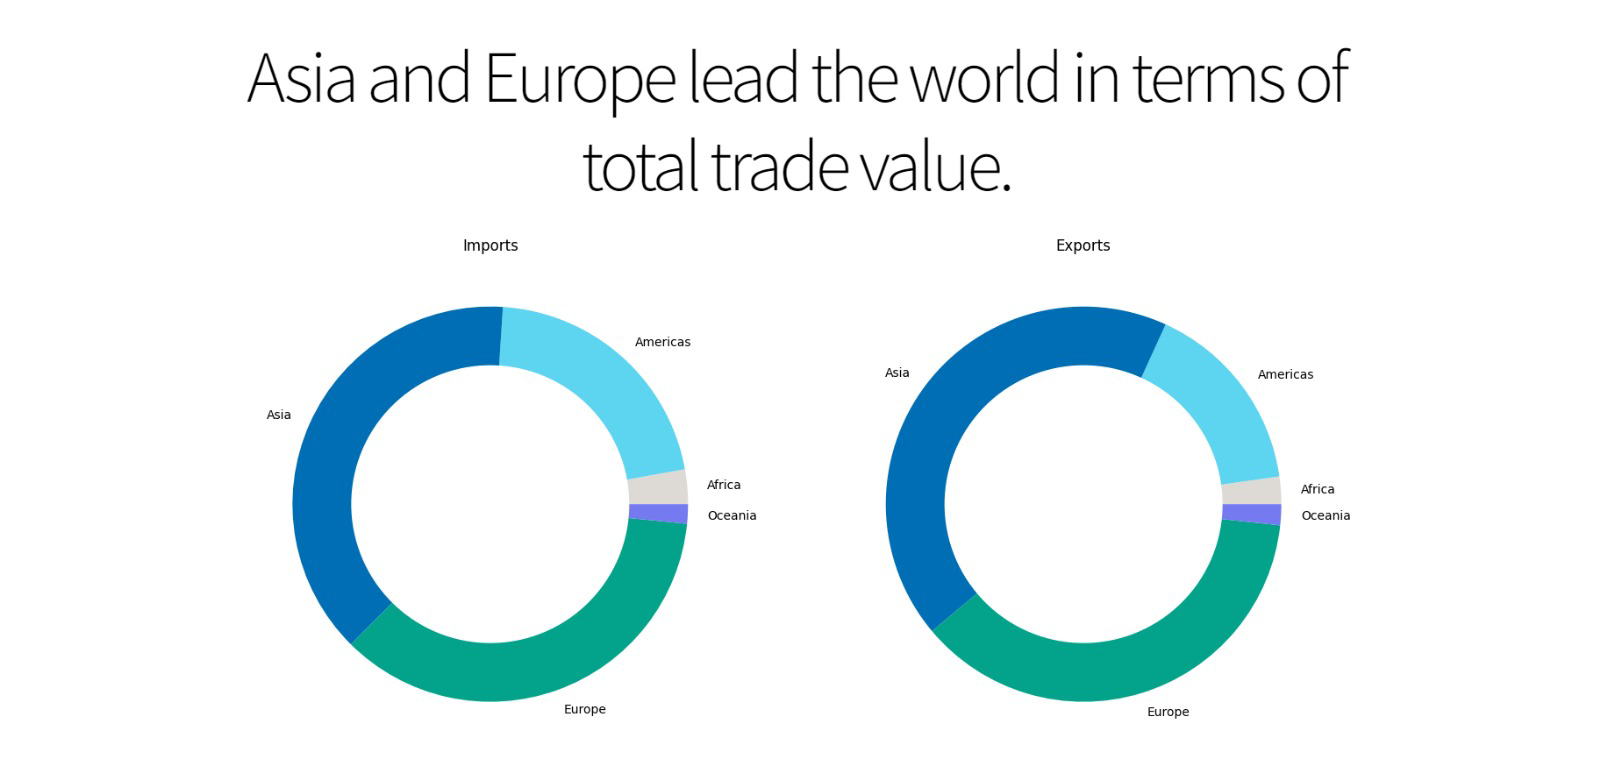 Asia and Europe lead the world in terms of
total trade value.
Imports
Americas
Asia
Africa
Oceania
Europe
Exports
Asia
Americas
Africa
Oceania
Europe